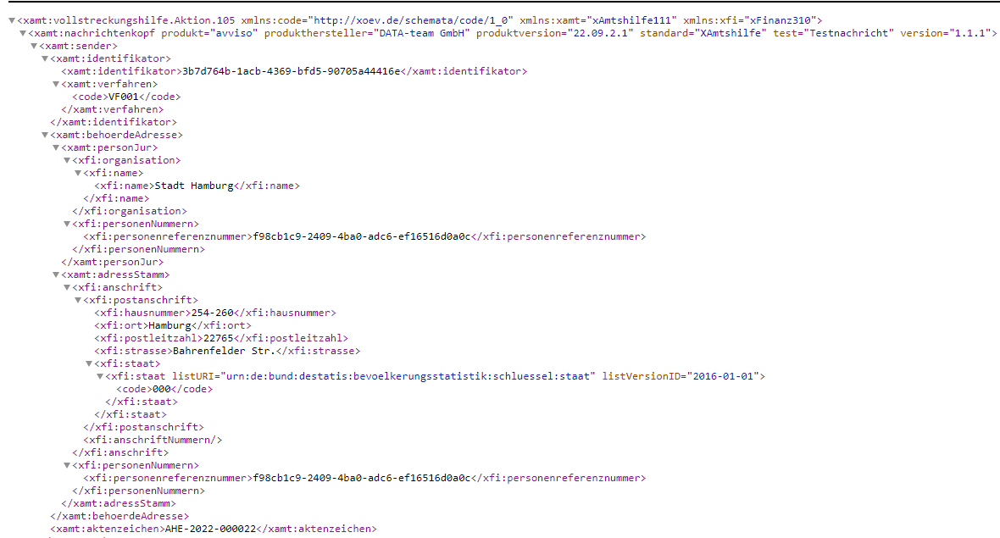 <xamt:vollstreckungshilfe.Aktion.105 xmlns:code="http://xoev.de/schemata/code/1_0" xmlns:xamt="xAmtshilfe111" xmlns:xfi="xFinanz310">
<xamt:nachrichtenkopf produkt="avviso" produkthersteller="DATA-team GmbH" produktversion="22.09.2.1" standard="XAmtshilfe" test="Testnachricht" version="1.1.1">
<xamt:sender>
<xamt:identifikator>
<xamt:identifikator>3b7d764b-1acb-4369-bfd5-90705a44416e</xamt:identifikator>
<xamt:verfahren>
<code>VF001</code>
</xamt:verfahren>
</xamt:identifikator>
<xamt:behoerdeAdresse>
<xamt:personJur>
<xfi:organisation>
<xfi:name>
<xfi:name>Stadt Hamburg</xfi:name>
</xfi:name>
</xfi:organisation>
<xfi:personenNummern>
<xfi:personenreferenznummer>f98cb1c9-2409-4ba0-adc6-ef16516d0a0c</xfi:personenreferenznummer>
</xfi:personenNummern>
</xamt:personJur>
<xamt:adressStamm>
<xfi:anschrift>
<xfi:postanschrift>
<xfi:hausnummer>254-260</xfi:hausnummer>
<xfi:ort>Hamburg</xfi:ort>
<xfi:postleitzahl>22765</xfi:postleitzahl>
<xfi:strasse>Bahrenfelder Str.</xfi:strasse>
<xfi:staat>
<xfi:staat listURI="urn:de:bund:destatis:bevoelkerungsstatistik:schluessel:staat" listVersionID="2016-01-01">
<code>000</code>
</xfi:staat>
</xfi:staat>
</xfi:postanschrift>
<xfi:anschriftNummern/>
</xfi:anschrift>
<xfi:personenNummern>
<xfi:personenreferenznummer>f98cb1c9-2409-4ba0-adc6-ef16516d0a0c</xfi:personenreferenznummer>
</xfi:personenNummern>
</xamt:adressStamm>
</xamt:behoerdeAdresse>
<xamt:aktenzeichen>AHE-2022-000022</xamt:aktenzeichen>